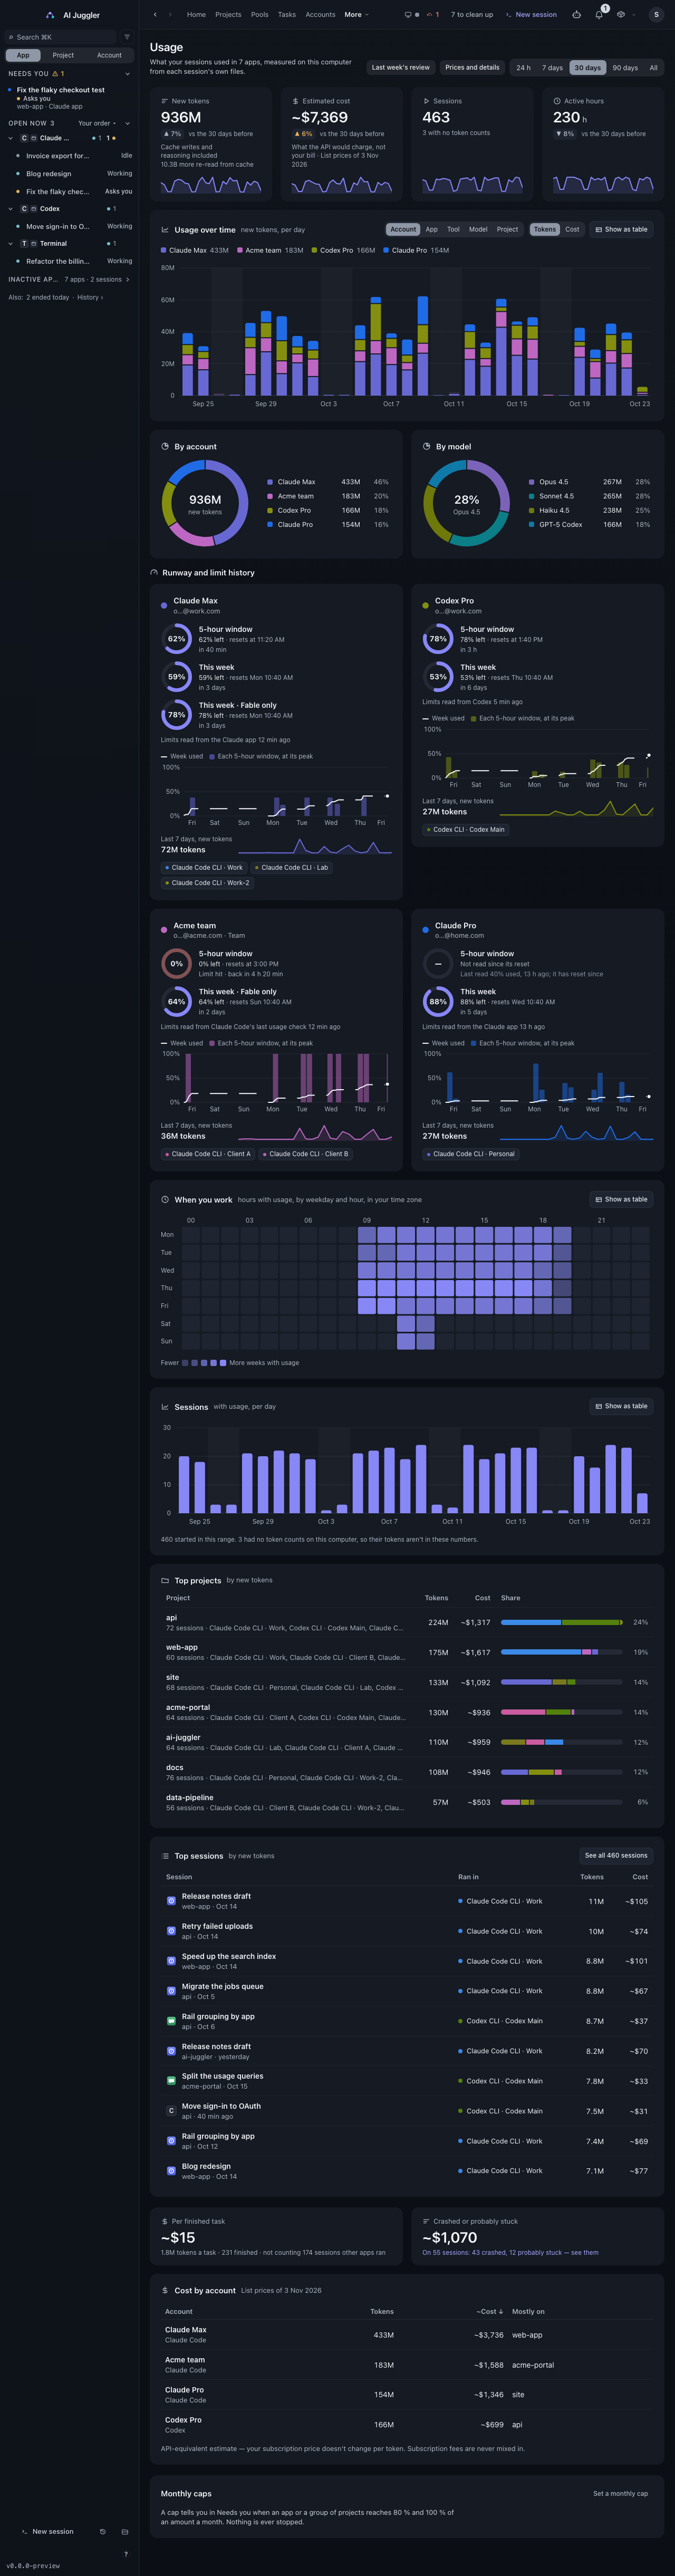 AI Juggler
Search ⌘K
App Project Account
NEEDS YOU 1
Fix the flaky checkout test
Asks you
web-app · Claude app
OPEN NOW 3 Your order
C Claude ... 1 1
Invoice export for... Idle
Blog redesign Working
Fix the flaky chec... Asks you
C Codex 1
Move sign-in to O... Working
T Terminal 1
Refactor the billin... Working
INACTIVE AP... 7 apps · 2 sessions
Also: 2 ended today · History ›
New session
?
v0.0.0-preview
Home Projects Pools Tasks Accounts More 1 7 to clean up New session 1 S
Usage
What your sessions used in 7 apps, measured on this computer
from each session's own files.
Last week's review Prices and details 24 h 7 days 30 days 90 days All
New tokens
936M
7% vs the 30 days before
Cache writes and
reasoning included
10.3B more re-read from cache
Estimated cost
~$7,369
6% vs the 30 days before
What the API would charge, not
your bill · List prices of 3 Nov
2026
Sessions
463
3 with no token counts
Active hours
230 h
8% vs the 30 days before
Usage over time new tokens, per day
Account App Tool Model Project Tokens Cost Show as table
Claude Max 433M Acme team 183M Codex Pro 166M Claude Pro 154M
80M
60M
40M
20M
0
Sep 25 Sep 29 Oct 3 Oct 7 Oct 11 Oct 15 Oct 19 Oct 23
By account
936M
new tokens
Claude Max 433M 46%
Acme team 183M 20%
Codex Pro 166M 18%
Claude Pro 154M 16%
By model
28%
Opus 4.5
Opus 4.5 267M 28%
Sonnet 4.5 265M 28%
Haiku 4.5 238M 25%
GPT-5 Codex 166M 18%
Runway and limit history
Claude Max
o...@work.com
62%
5-hour window
62% left · resets at 11:20 AM
in 40 min
59%
This week
59% left · resets Mon 10:40 AM
in 3 days
78%
This week · Fable only
78% left · resets Mon 10:40 AM
in 3 days
Limits read from the Claude app 12 min ago
Week used Each 5-hour window, at its peak
100%
50%
0%
Fri Sat Sun Mon Tue Wed Thu Fri
Last 7 days, new tokens
72M tokens
Claude Code CLI · Work Claude Code CLI · Lab
Claude Code CLI · Work-2
Codex Pro
o...@work.com
78%
5-hour window
78% left · resets at 1:40 PM
in 3 h
53%
This week
53% left · resets Thu 10:40 AM
in 6 days
Limits read from Codex 5 min ago
Week used Each 5-hour window, at its peak
100%
50%
0%
Fri Sat Sun Mon Tue Wed Thu Fri
Last 7 days, new tokens
27M tokens
Codex CLI · Codex Main
Acme team
o...@acme.com · Team
0%
5-hour window
0% left · resets at 3:00 PM
Limit hit · back in 4 h 20 min
64%
This week · Fable only
64% left · resets Sun 10:40 AM
in 2 days
Limits read from Claude Code's last usage check 12 min ago
Week used Each 5-hour window, at its peak
100%
50%
0%
Fri Sat Sun Mon Tue Wed Thu Fri
Last 7 days, new tokens
36M tokens
Claude Code CLI · Client A Claude Code CLI · Client B
Claude Pro
o...@home.com
—
5-hour window
Not read since its reset
Last read 40% used, 13 h ago; it has reset since
88%
This week
88% left · resets Wed 10:40 AM
in 5 days
Limits read from the Claude app 13 h ago
Week used Each 5-hour window, at its peak
100%
50%
0%
Fri Sat Sun Mon Tue Wed Thu Fri
Last 7 days, new tokens
27M tokens
Claude Code CLI · Personal
When you work hours with usage, by weekday and hour, in your time zone Show as table
00 03 06 09 12 15 18 21
Mon
Tue
Wed
Thu
Fri
Sat
Sun
Fewer More weeks with usage
Sessions with usage, per day Show as table
30
20
10
0
Sep 25 Sep 29 Oct 3 Oct 7 Oct 11 Oct 15 Oct 19 Oct 23
460 started in this range. 3 had no token counts on this computer, so their tokens aren't in these numbers.
Top projects by new tokens
Project Tokens Cost Share
api
72 sessions · Claude Code CLI · Work, Codex CLI · Codex Main, Claude C... 224M ~$1,317 24%
web-app
60 sessions · Claude Code CLI · Work, Claude Code CLI · Client B, Claude... 175M ~$1,617 19%
site
68 sessions · Claude Code CLI · Personal, Claude Code CLI · Lab, Codex ... 133M ~$1,092 14%
acme-portal
64 sessions · Claude Code CLI · Client A, Codex CLI · Codex Main, Claude... 130M ~$936 14%
ai-juggler
64 sessions · Claude Code CLI · Lab, Claude Code CLI · Client A, Claude ... 110M ~$959 12%
docs
76 sessions · Claude Code CLI · Personal, Claude Code CLI · Work-2, Cla... 108M ~$946 12%
data-pipeline
56 sessions · Claude Code CLI · Client B, Claude Code CLI · Work-2, Clau... 57M ~$503 6%
Top sessions by new tokens See all 460 sessions
Session Ran in Tokens Cost
Release notes draft
web-app · Oct 14 Claude Code CLI · Work 11M ~$105
Retry failed uploads
api · Oct 14 Claude Code CLI · Work 10M ~$74
Speed up the search index
web-app · Oct 14 Claude Code CLI · Work 8.8M ~$101
Migrate the jobs queue
api · Oct 5 Claude Code CLI · Work 8.8M ~$67
Rail grouping by app
api · Oct 6 Codex CLI · Codex Main 8.7M ~$37
Release notes draft
ai-juggler · yesterday Claude Code CLI · Work 8.2M ~$70
Split the usage queries
acme-portal · Oct 15 Codex CLI · Codex Main 7.8M ~$33
C Move sign-in to OAuth
api · 40 min ago Codex CLI · Codex Main 7.5M ~$31
Rail grouping by app
api · Oct 12 Claude Code CLI · Work 7.4M ~$69
Blog redesign
web-app · Oct 14 Claude Code CLI · Work 7.1M ~$77
Per finished task
~$15
1.8M tokens a task · 231 finished · not counting 174 sessions other apps ran
Crashed or probably stuck
~$1,070
On 55 sessions: 43 crashed, 12 probably stuck — see them
Cost by account List prices of 3 Nov 2026
Account Tokens ~Cost ↓ Mostly on
Claude Max
Claude Code 433M ~$3,736 web-app
Acme team
Claude Code 183M ~$1,588 acme-portal
Claude Pro
Claude Code 154M ~$1,346 site
Codex Pro
Codex 166M ~$699 api
API-equivalent estimate — your subscription price doesn't change per token. Subscription fees are never mixed in.
Monthly caps Set a monthly cap
A cap tells you in Needs you when an app or a group of projects reaches 80 % and 100 % of
an amount a month. Nothing is ever stopped.